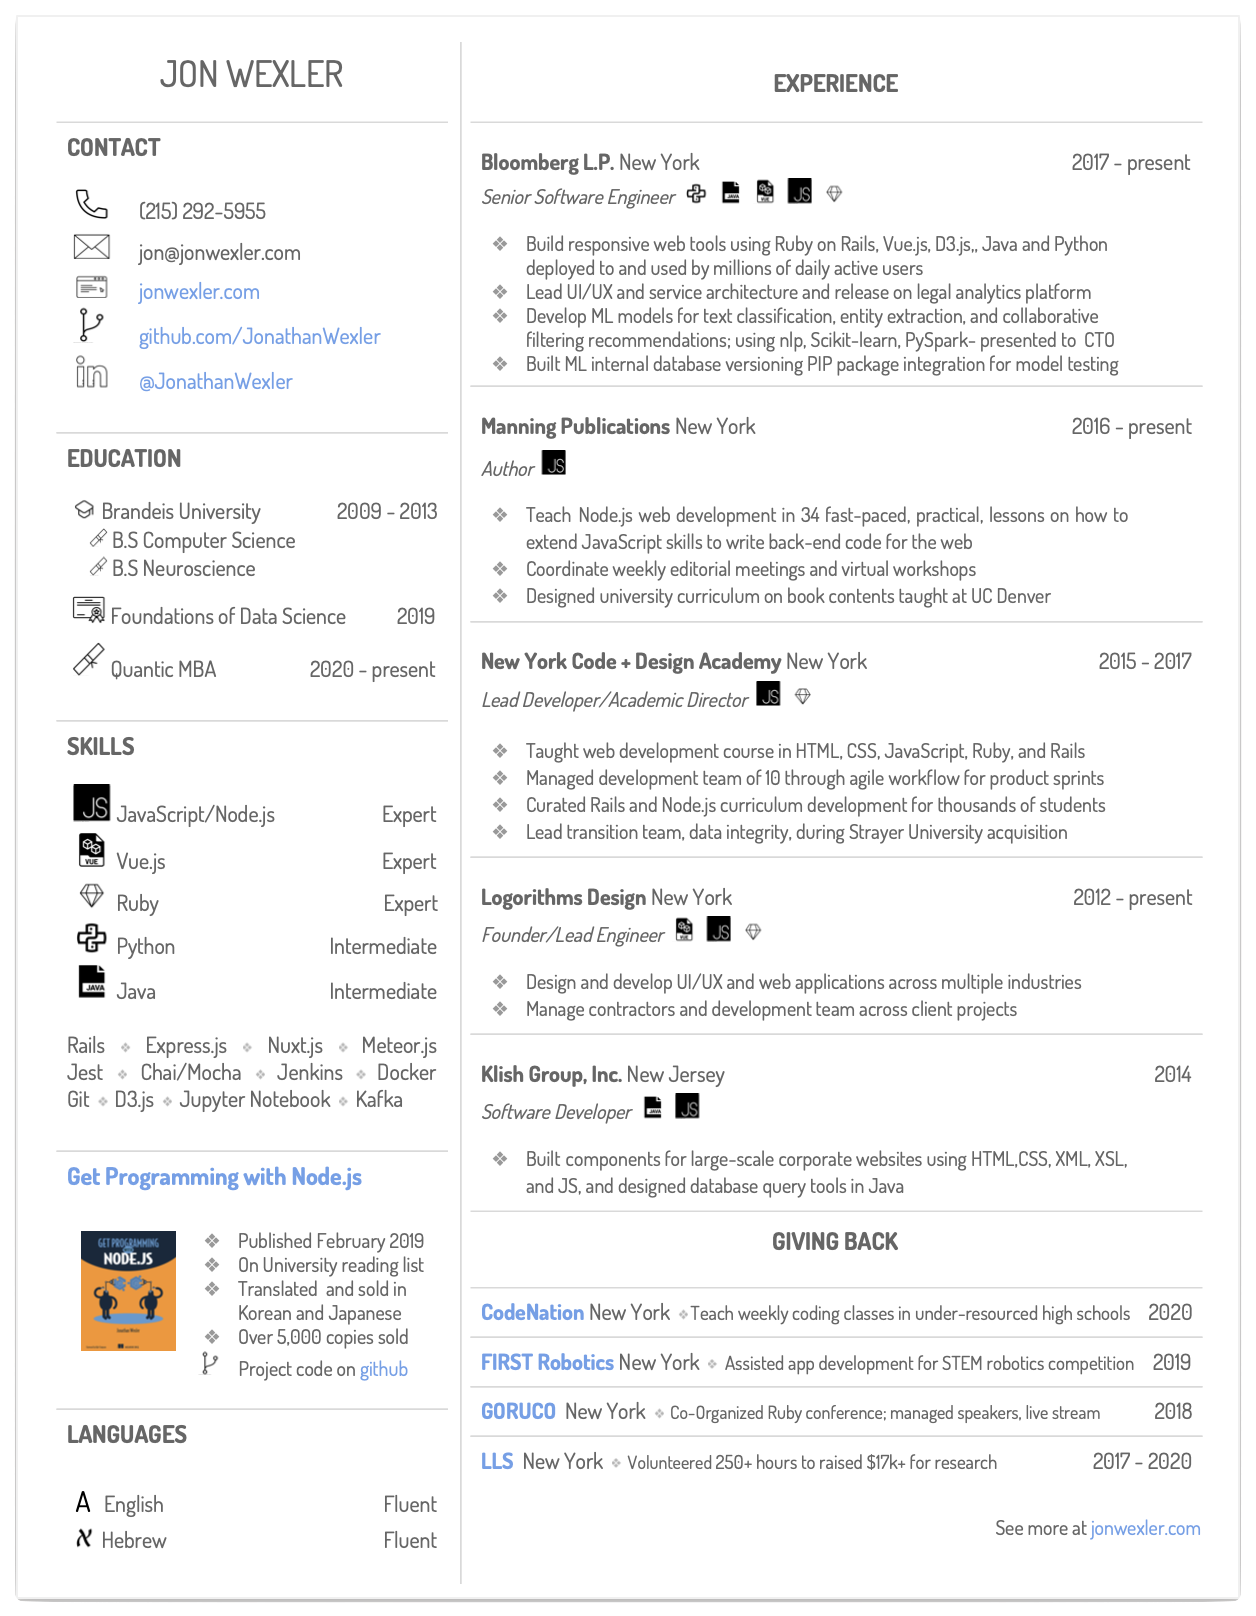 JON WEXLER
CONTACT
(215) 292-5955
jon@jonwexler.com
jonwexler.com
github.com/JonathanWexler
in @JonathanWexler
EDUCATION
Brandeis University 2009 - 2013
B.S Computer Science
B.S Neuroscience
Foundations of Data Science 2019
Quantic MBA 2020 - present
SKILLS
JS JavaScript/Node.js Expert
VUE Vue.js Expert
Ruby Expert
Python Intermediate
JAVA Java Intermediate
Rails ❖ Express.js ❖ Nuxt.js ❖ Meteor.js
Jest ❖ Chai/Mocha ❖ Jenkins ❖ Docker
Git ❖ D3.js ❖ Jupyter Notebook ❖ Kafka
Get Programming with Node.js
GET PROGRAMMING
NODE.JS
❖ Published February 2019
❖ On University reading list
❖ Translated and sold in
Korean and Japanese
❖ Over 5,000 copies sold
Project code on github
LANGUAGES
A English Fluent
א Hebrew Fluent
EXPERIENCE
Bloomberg L.P. New York 2017 - present
Senior Software Engineer JAVA VUE JS
❖ Build responsive web tools using Ruby on Rails, Vue.js, D3.js,, Java and Python
deployed to and used by millions of daily active users
❖ Lead UI/UX and service architecture and release on legal analytics platform
❖ Develop ML models for text classification, entity extraction, and collaborative
filtering recommendations; using nlp, Scikit-learn, PySpark- presented to CTO
❖ Built ML internal database versioning PIP package integration for model testing
Manning Publications New York 2016 - present
Author JS
❖ Teach Node.js web development in 34 fast-paced, practical, lessons on how to
extend JavaScript skills to write back-end code for the web
❖ Coordinate weekly editorial meetings and virtual workshops
❖ Designed university curriculum on book contents taught at UC Denver
New York Code + Design Academy New York 2015 - 2017
Lead Developer/Academic Director JS
❖ Taught web development course in HTML, CSS, JavaScript, Ruby, and Rails
❖ Managed development team of 10 through agile workflow for product sprints
❖ Curated Rails and Node.js curriculum development for thousands of students
❖ Lead transition team, data integrity, during Strayer University acquisition
Logorithms Design New York 2012 - present
Founder/Lead Engineer VUE JS
❖ Design and develop UI/UX and web applications across multiple industries
❖ Manage contractors and development team across client projects
Klish Group, Inc. New Jersey 2014
Software Developer JAVA JS
❖ Built components for large-scale corporate websites using HTML,CSS, XML, XSL,
and JS, and designed database query tools in Java
GIVING BACK
CodeNation New York ❖Teach weekly coding classes in under-resourced high schools 2020
FIRST Robotics New York ❖ Assisted app development for STEM robotics competition 2019
GORUCO New York ❖ Co-Organized Ruby conference; managed speakers, live stream 2018
LLS New York ❖ Volunteered 250+ hours to raised $17k+ for research 2017 - 2020
See more at jonwexler.com